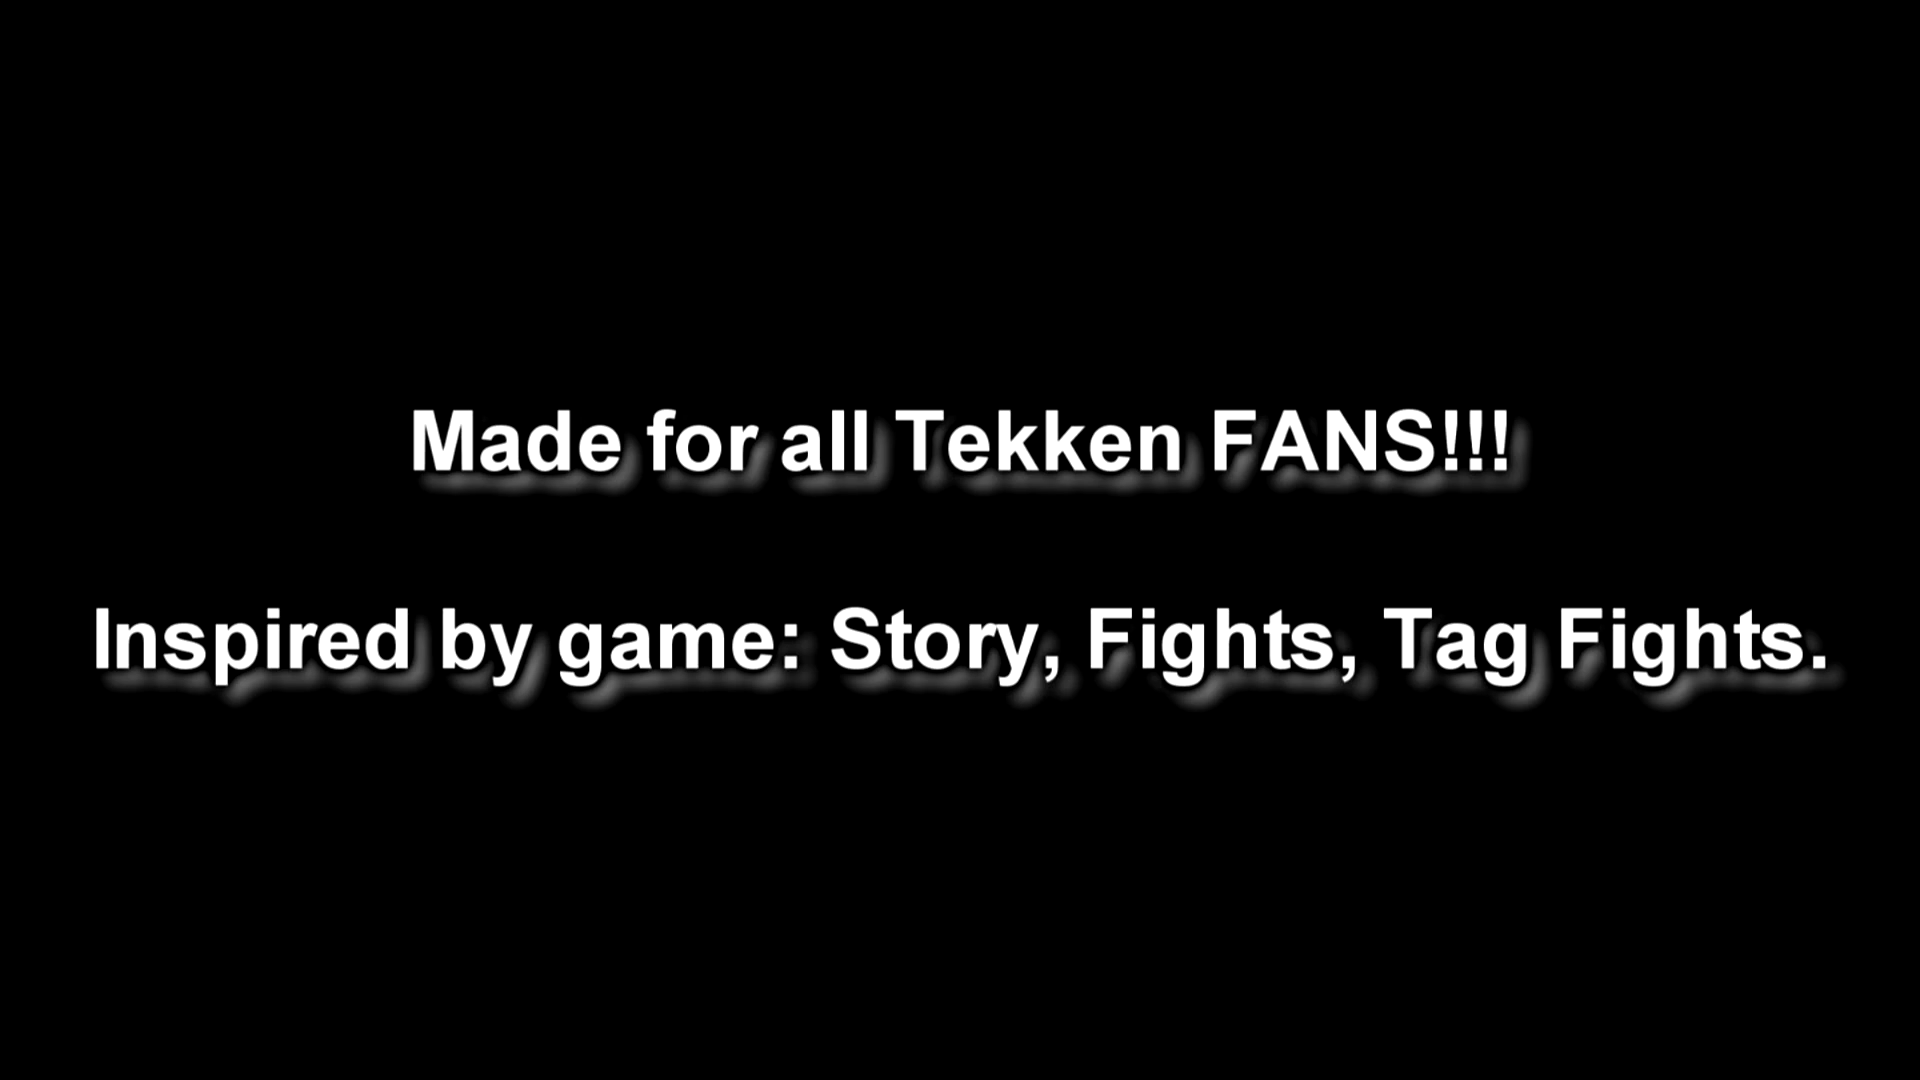 Made for all Tekken FANS!!!
Inspired by game: Story, Fights, Tag Fights.